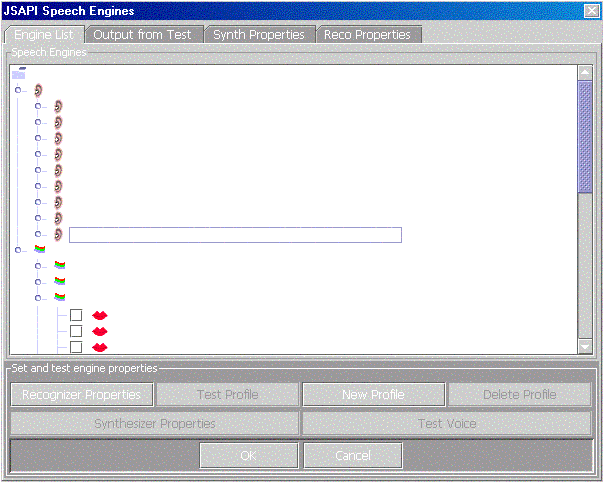 JSAPI Speech Engines
Engine List Output from Test Synth Properties Reco Properties
Speech Engines
Set and test engine properties
Recognizer Properties Test Profile New Profile Delete Profile
Synthesizer Properties Test Voice
OK Cancel